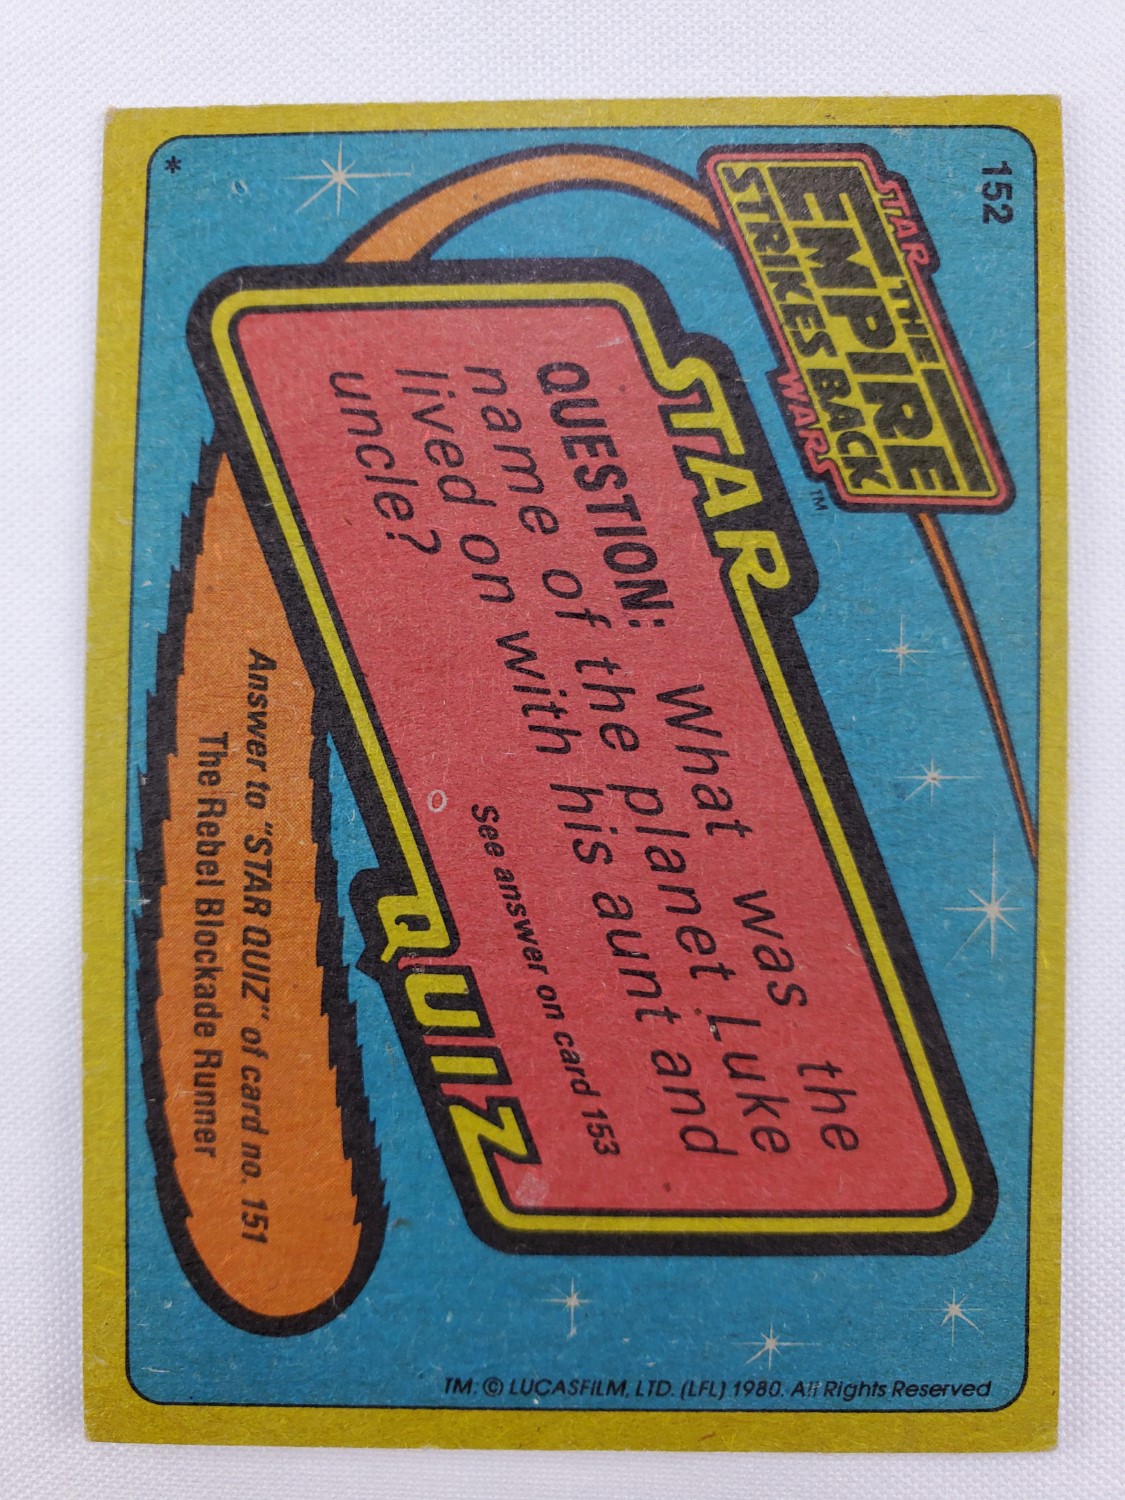 152
STAR
THE
EMPIRE
STRIKES BACK
WARS
TM
STAR
QUESTION: What was the
name of the planet Luke
lived on with his aunt and
uncle?
See answer on card 153
QUIZ
Answer to "STAR QUIZ" of card no. 151
The Rebel Blockade Runner
*
TM: © LUCASFILM, LTD. (LFL) 1980. All Rights Reserved